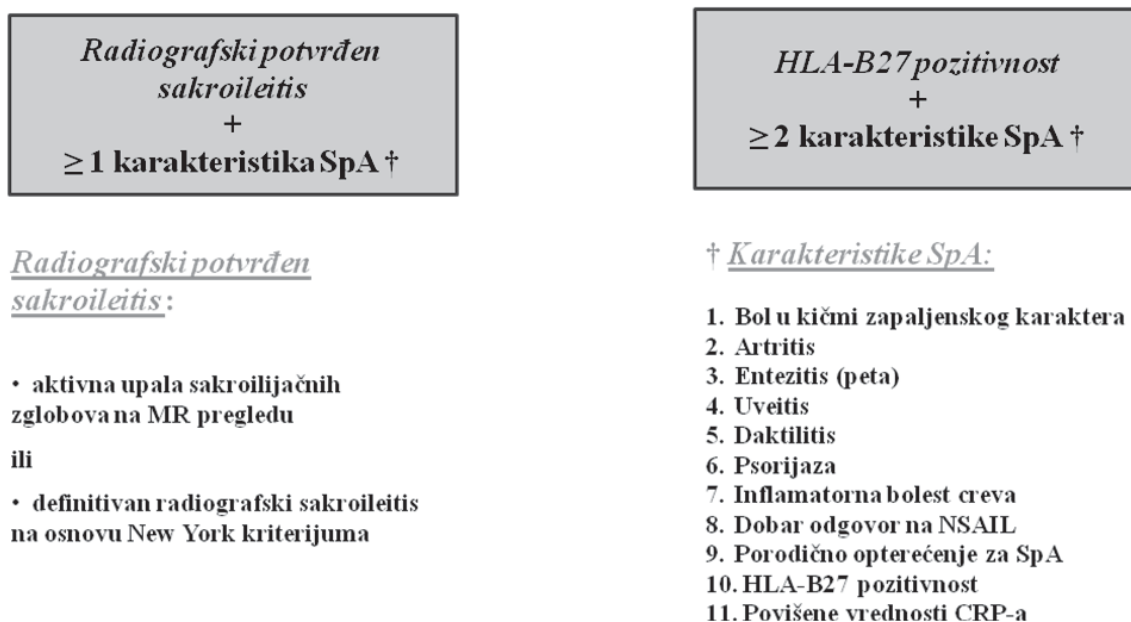 Radiografski potvrđen
sakroileitis
+
≥ 1 karakteristika SpA †
Radiografski potvrđen
sakroileitis:
• aktivna upala sakroilijačnih
zglobova na MR pregledu
ili
• definitivan radiografski sakroileitis
na osnovu New York kriterijuma
HLA-B27 pozitivnost
+
≥ 2 karakteristike SpA †
† Karakteristike SpA:
1. Bol u kičmi zapaljenskog karaktera
2. Artritis
3. Entezitis (peta)
4. Uveitis
5. Daktilitis
6. Psorijaza
7. Inflamatorna bolest creva
8. Dobar odgovor na NSAIL
9. Porodično opterećenje za SpA
10. HLA-B27 pozitivnost
11. Povišene vrednosti CRP-a